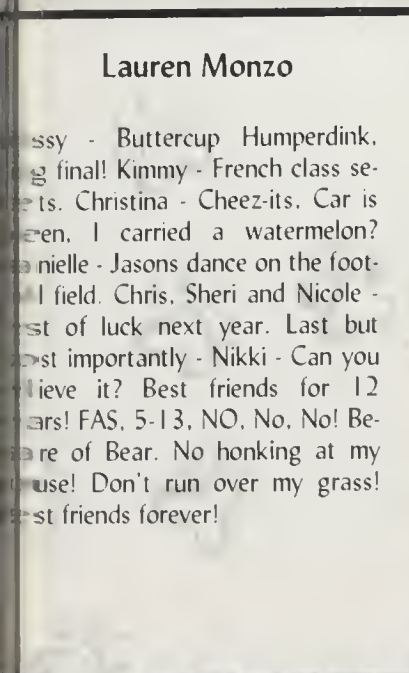 Lauren Monzo
ssy - Buttercup Humperdink,
g final! Kimmy - French class se-
ts. Christina - Cheez-its. Car is
een, I carried a watermelon?
nielle - Jasons dance on the foot-
l field. Chris, Sheri and Nicole -
st of luck next year. Last but
st importantly - Nikki - Can you
lieve it? Best friends for 12
ars! FAS, 5-13, NO, No, No! Be-
re of Bear. No honking at my
use! Don't run over my grass!
st friends forever!